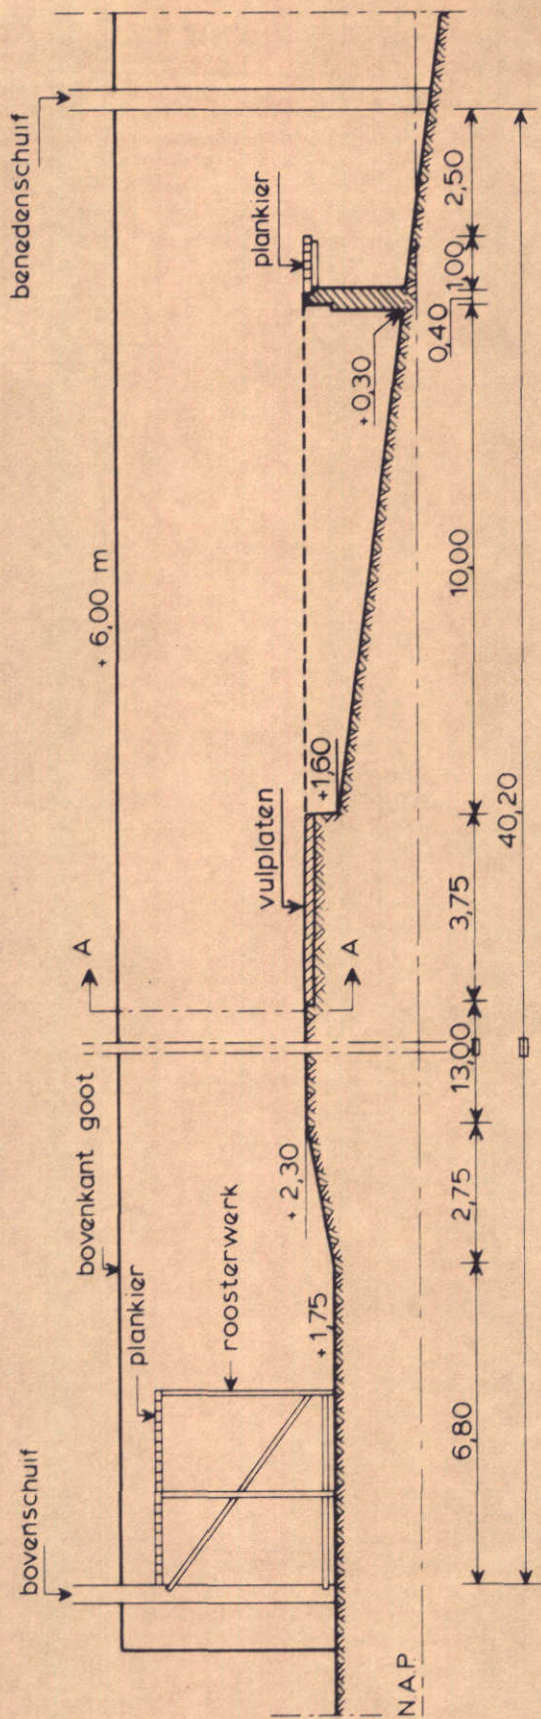 bovenschuif
bovenkant goot
plankier
roosterwerk
+ 6,00 m
benedenschuif
A
A
vulplaten
plankier
+1,75
+ 2,30
+1,60
+0,30
N.A.P.
6,80
2,75
13,00
3,75
10,00
0,40
1,00
2,50
40,20